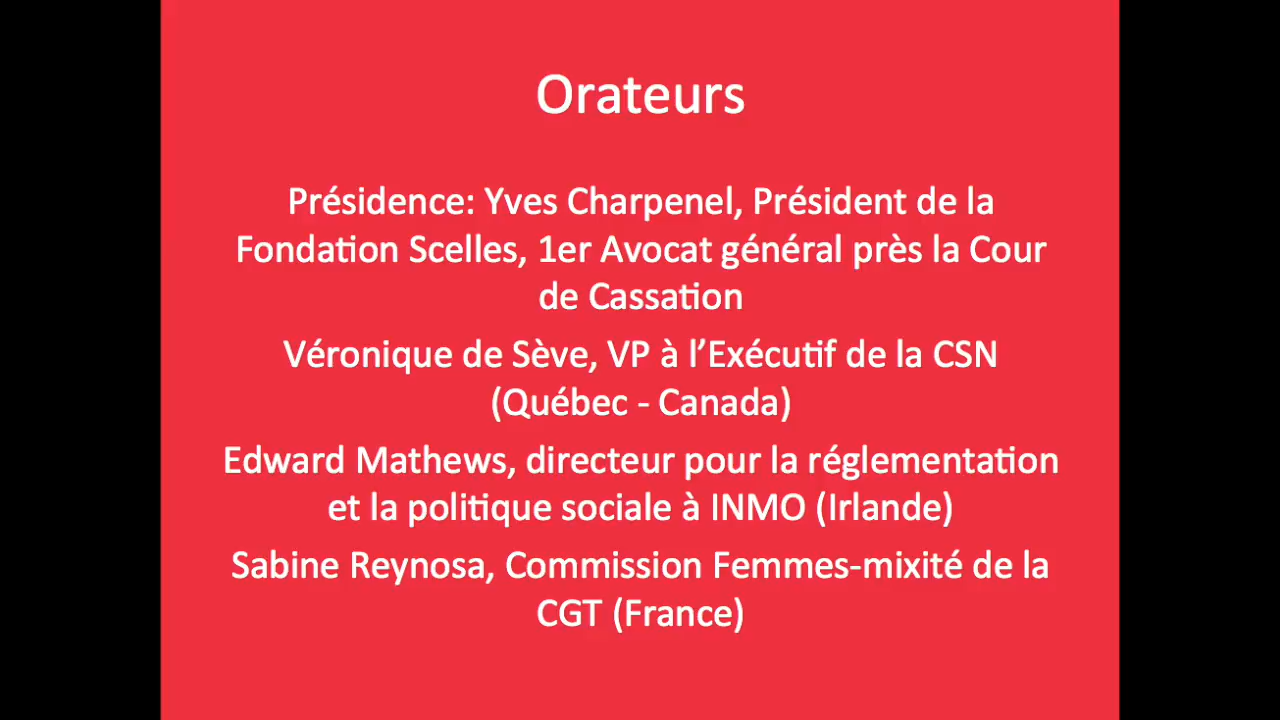 Orateurs
Présidence: Yves Charpenel, Président de la
Fondation Scelles, 1er Avocat général près la Cour
de Cassation
Véronique de Sève, VP à l’Exécutif de la CSN
(Québec - Canada)
Edward Mathews, directeur pour la réglementation
et la politique sociale à INMO (Irlande)
Sabine Reynosa, Commission Femmes-mixité de la
CGT (France)